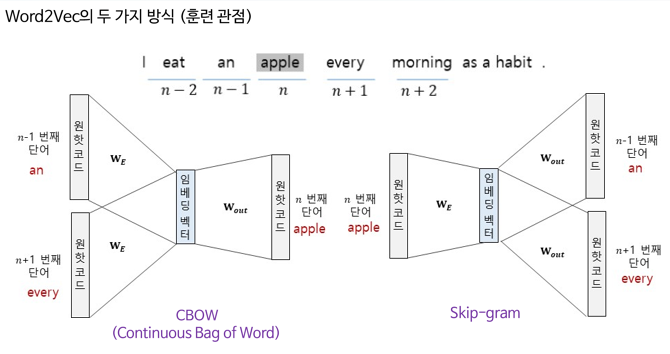 Word2Vec의 두 가지 방식 (훈련 관점)
I eat an apple every morning as a habit .
n − 2 n − 1 n n + 1 n + 2
n-1 번째
단어
an
원핫코드
W_E
n+1 번째
단어
every
원핫코드
W_E
임베딩벡터
W_out
원핫코드
n 번째
단어
apple
CBOW
(Continuous Bag of Word)
n 번째
단어
apple
원핫코드
W_E
임베딩벡터
W_out
원핫코드
n-1 번째
단어
an
W_out
원핫코드
n+1 번째
단어
every
Skip-gram